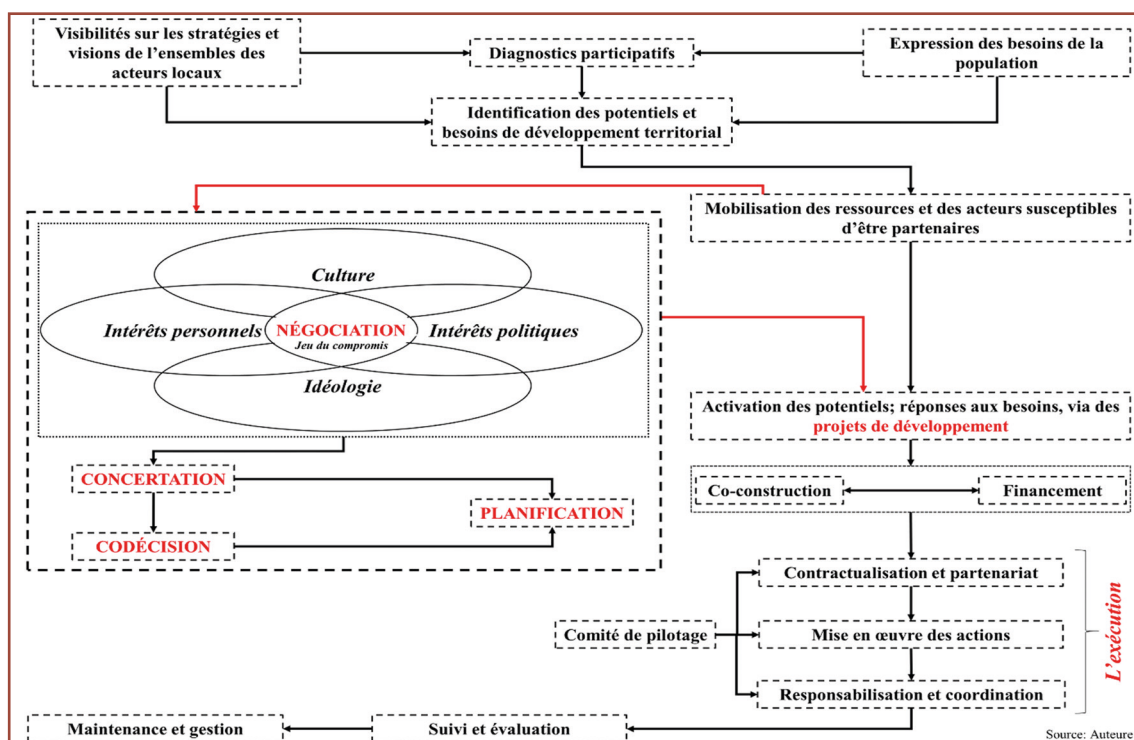 Visibilités sur les stratégies et
visions de l’ensembles des
acteurs locaux
Diagnostics participatifs
Expression des besoins de la
population
Identification des potentiels et
besoins de développement territorial
Mobilisation des ressources et des acteurs susceptibles
d’être partenaires
Culture
Intérêts personnels
NÉGOCIATION
Jeu du compromis
Intérêts politiques
Idéologie
CONCERTATION
PLANIFICATION
CODÉCISION
Activation des potentiels; réponses aux besoins, via des
projets de développement
Co-construction
Financement
Contractualisation et partenariat
Comité de pilotage
Mise en œuvre des actions
Responsabilisation et coordination
L’exécution
Suivi et évaluation
Maintenance et gestion
Source: Auteure